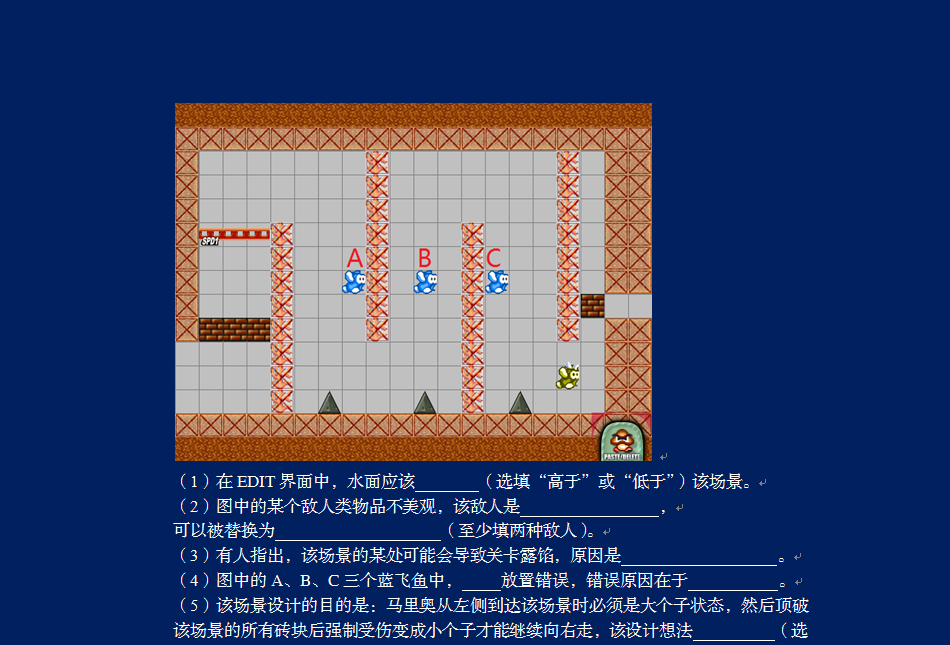 SPD1
A B C
PASTE/DELETE
(1)在 EDIT 界面中，水面应该________(选填“高于”或“低于”)该场景。
(2)图中的某个敌人类物品不美观，该敌人是________________，
可以被替换为____________________(至少填两种敌人)。
(3)有人指出，该场景的某处可能会导致关卡露馅，原因是__________________。
(4)图中的 A、B、C 三个蓝飞鱼中，_____放置错误，错误原因在于___________。
(5)该场景设计的目的是：马里奥从左侧到达该场景时必须是大个子状态，然后顶破
该场景的所有砖块后强制受伤变成小个子才能继续向右走，该设计想法__________(选